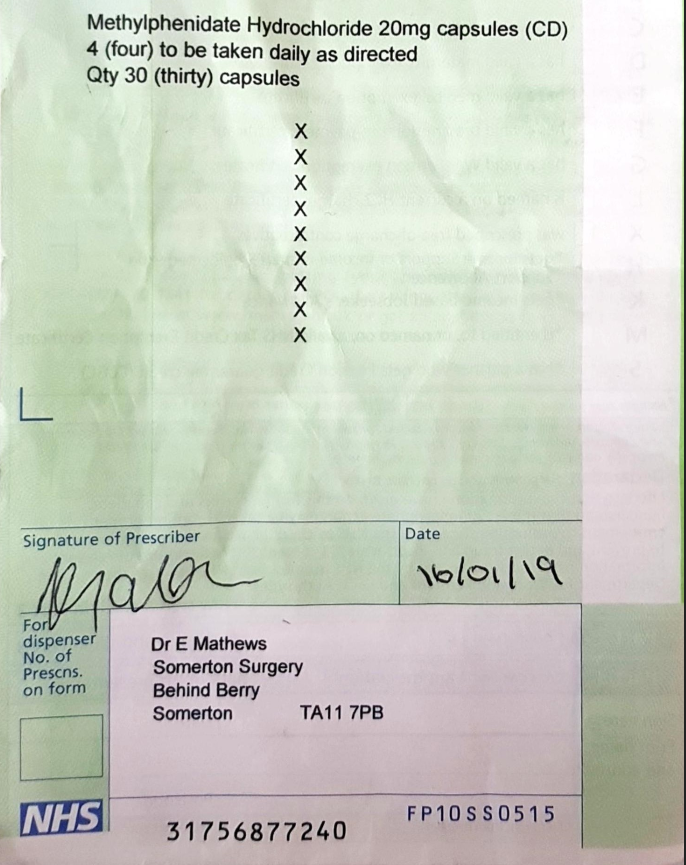 Methylphenidate Hydrochloride 20mg capsules (CD)
4 (four) to be taken daily as directed
Qty 30 (thirty) capsules
X
X
X
X
X
X
X
X
X
Signature of Prescriber
Date
16/01/19
For
dispenser
No. of
Prescns.
on form
Dr E Mathews
Somerton Surgery
Behind Berry
Somerton TA11 7PB
NHS
31756877240
FP10SS0515